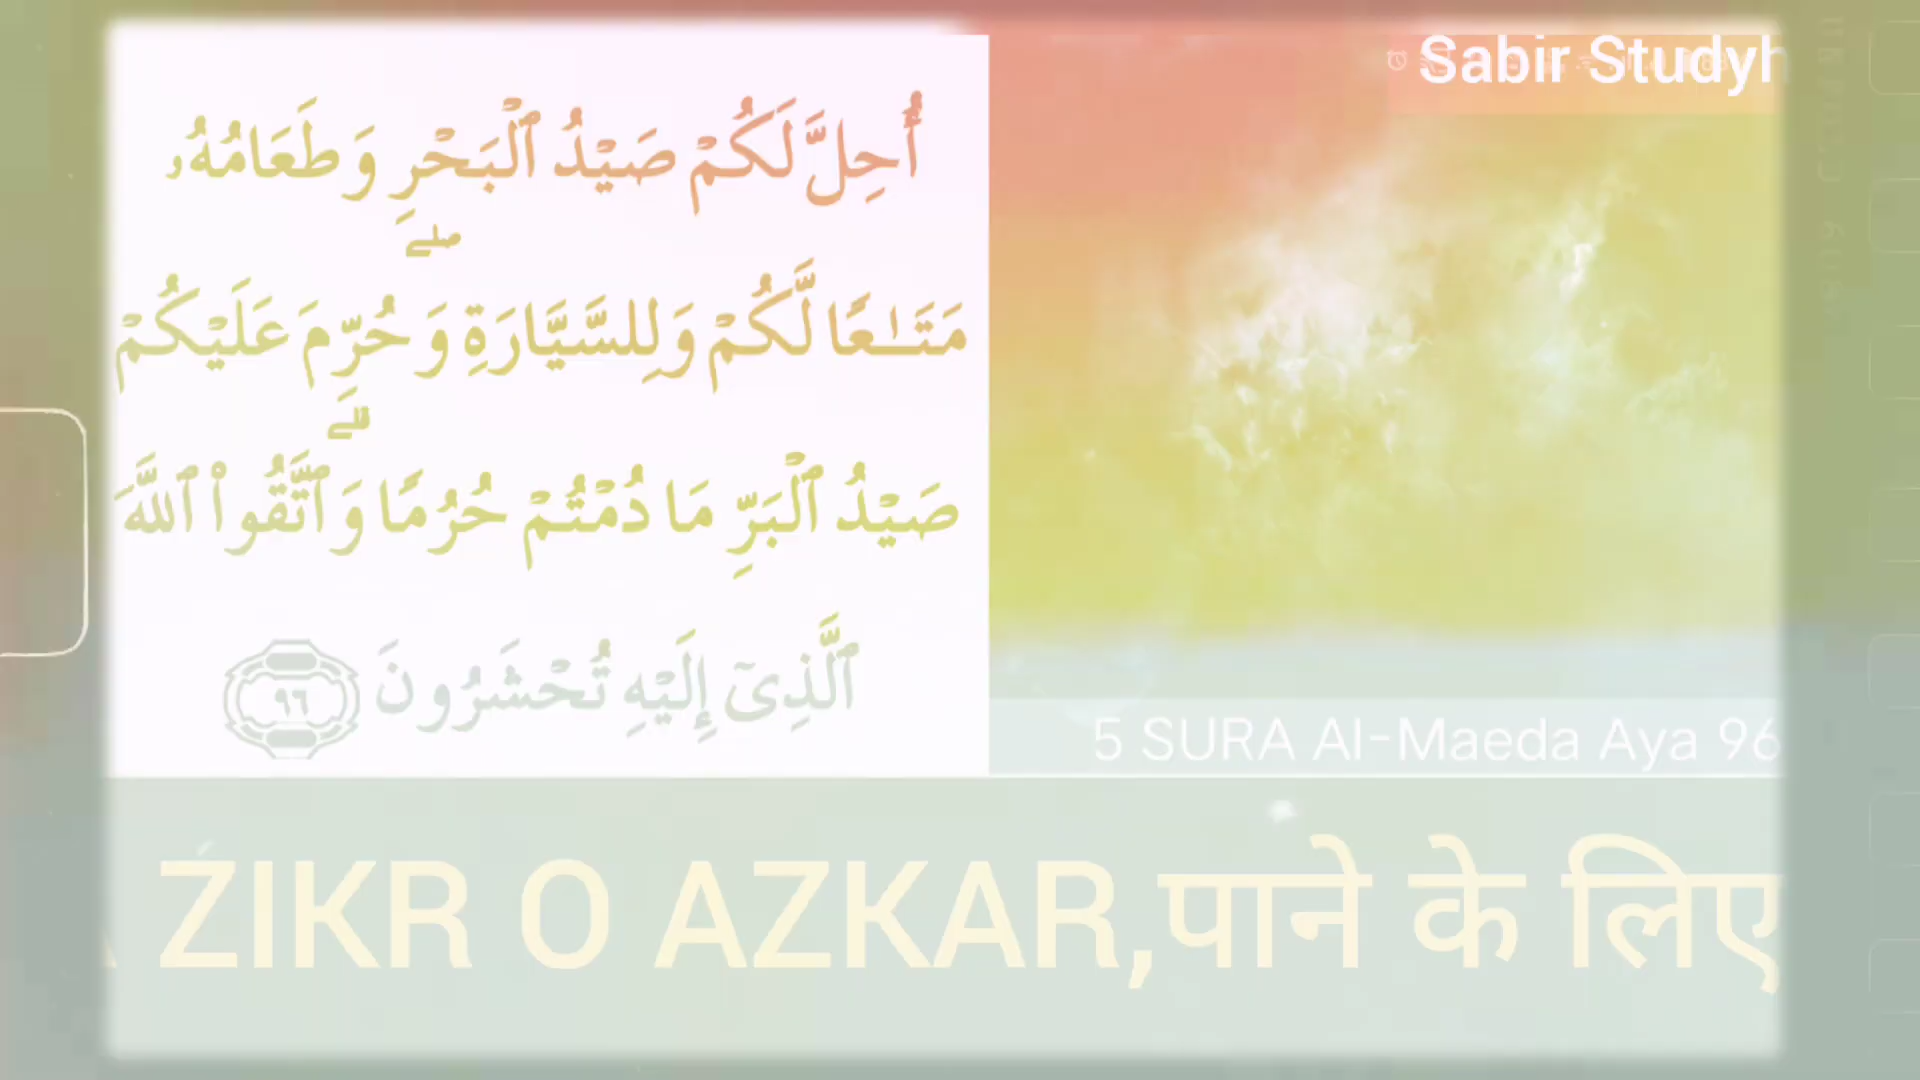 Sabir Studyh
أُحِلَّ لَكُمْ صَيْدُ ٱلْبَحْرِ وَطَعَامُهُۥ
مَتَـٰعًا لَّكُمْ وَلِلسَّيَّارَةِ ۖ وَحُرِّمَ عَلَيْكُمْ
صَيْدُ ٱلْبَرِّ مَا دُمْتُمْ حُرُمًا ۗ وَٱتَّقُوا۟ ٱللَّهَ
ٱلَّذِىٓ إِلَيْهِ تُحْشَرُونَ ٩٦
5 SURA Al-Maeda Aya 96
ZIKR O AZKAR,पाने के लिए